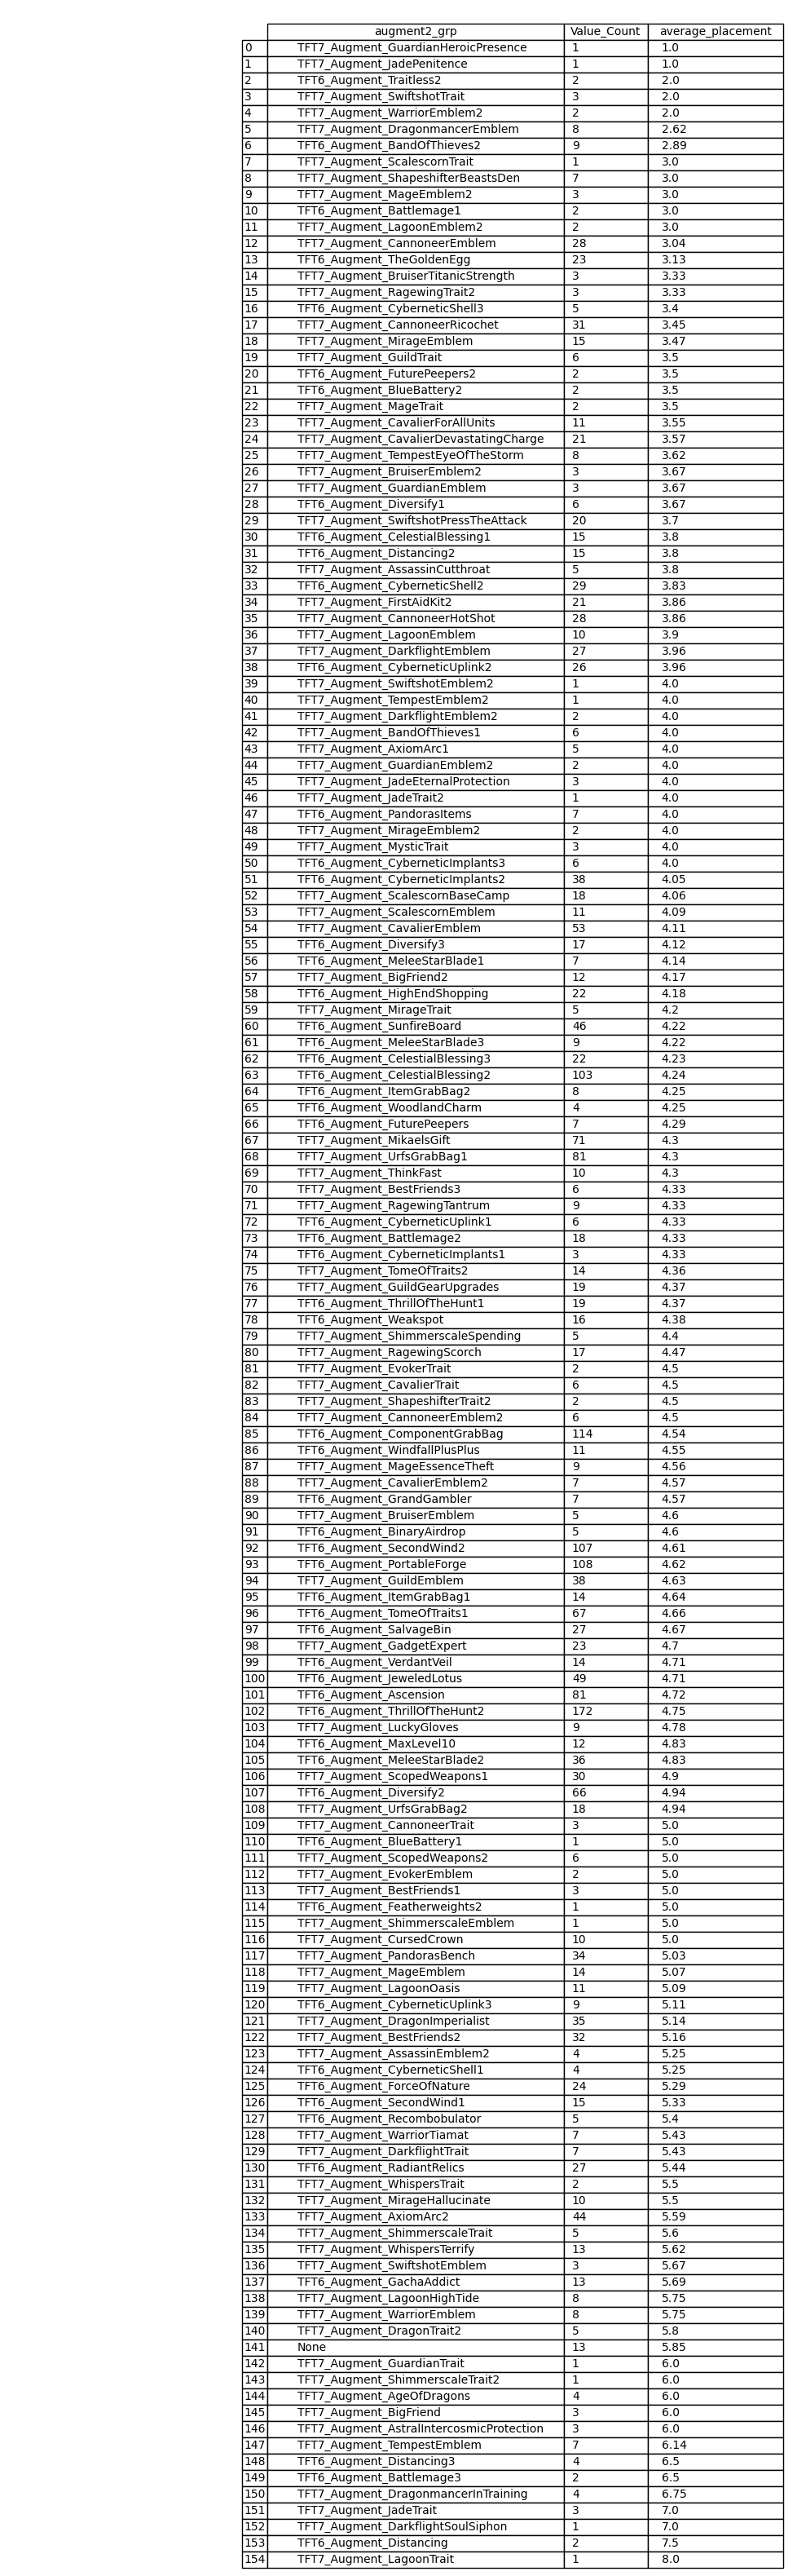 augment2_grp Value_Count average_placement
0 TFT7_Augment_GuardianHeroicPresence 1 1.0
1 TFT7_Augment_JadePenitence 1 1.0
2 TFT6_Augment_Traitless2 2 2.0
3 TFT7_Augment_SwiftshotTrait 3 2.0
4 TFT7_Augment_WarriorEmblem2 2 2.0
5 TFT7_Augment_DragonmancerEmblem 8 2.62
6 TFT6_Augment_BandOfThieves2 9 2.89
7 TFT7_Augment_ScalescornTrait 1 3.0
8 TFT7_Augment_ShapeshifterBeastsDen 7 3.0
9 TFT7_Augment_MageEmblem2 3 3.0
10 TFT6_Augment_Battlemage1 2 3.0
11 TFT7_Augment_LagoonEmblem2 2 3.0
12 TFT7_Augment_CannoneerEmblem 28 3.04
13 TFT6_Augment_TheGoldenEgg 23 3.13
14 TFT7_Augment_BruiserTitanicStrength 3 3.33
15 TFT7_Augment_RagewingTrait2 3 3.33
16 TFT6_Augment_CyberneticShell3 5 3.4
17 TFT7_Augment_CannoneerRicochet 31 3.45
18 TFT7_Augment_MirageEmblem 15 3.47
19 TFT7_Augment_GuildTrait 6 3.5
20 TFT6_Augment_FuturePeepers2 2 3.5
21 TFT6_Augment_BlueBattery2 2 3.5
22 TFT7_Augment_MageTrait 2 3.5
23 TFT7_Augment_CavalierForAllUnits 11 3.55
24 TFT7_Augment_CavalierDevastatingCharge 21 3.57
25 TFT7_Augment_TempestEyeOfTheStorm 8 3.62
26 TFT7_Augment_BruiserEmblem2 3 3.67
27 TFT7_Augment_GuardianEmblem 3 3.67
28 TFT6_Augment_Diversify1 6 3.67
29 TFT7_Augment_SwiftshotPressTheAttack 20 3.7
30 TFT6_Augment_CelestialBlessing1 15 3.8
31 TFT6_Augment_Distancing2 15 3.8
32 TFT7_Augment_AssassinCutthroat 5 3.8
33 TFT6_Augment_CyberneticShell2 29 3.83
34 TFT7_Augment_FirstAidKit2 21 3.86
35 TFT7_Augment_CannoneerHotShot 28 3.86
36 TFT7_Augment_LagoonEmblem 10 3.9
37 TFT7_Augment_DarkflightEmblem 27 3.96
38 TFT6_Augment_CyberneticUplink2 26 3.96
39 TFT7_Augment_SwiftshotEmblem2 1 4.0
40 TFT7_Augment_TempestEmblem2 1 4.0
41 TFT7_Augment_DarkflightEmblem2 2 4.0
42 TFT7_Augment_BandOfThieves1 6 4.0
43 TFT7_Augment_AxiomArc1 5 4.0
44 TFT7_Augment_GuardianEmblem2 2 4.0
45 TFT7_Augment_JadeEternalProtection 3 4.0
46 TFT7_Augment_JadeTrait2 1 4.0
47 TFT6_Augment_PandorasItems 7 4.0
48 TFT7_Augment_MirageEmblem2 2 4.0
49 TFT7_Augment_MysticTrait 3 4.0
50 TFT6_Augment_CyberneticImplants3 6 4.0
51 TFT6_Augment_CyberneticImplants2 38 4.05
52 TFT7_Augment_ScalescornBaseCamp 18 4.06
53 TFT7_Augment_ScalescornEmblem 11 4.09
54 TFT7_Augment_CavalierEmblem 53 4.11
55 TFT6_Augment_Diversify3 17 4.12
56 TFT6_Augment_MeleeStarBlade1 7 4.14
57 TFT7_Augment_BigFriend2 12 4.17
58 TFT6_Augment_HighEndShopping 22 4.18
59 TFT7_Augment_MirageTrait 5 4.2
60 TFT6_Augment_SunfireBoard 46 4.22
61 TFT6_Augment_MeleeStarBlade3 9 4.22
62 TFT6_Augment_CelestialBlessing3 22 4.23
63 TFT6_Augment_CelestialBlessing2 103 4.24
64 TFT6_Augment_ItemGrabBag2 8 4.25
65 TFT6_Augment_WoodlandCharm 4 4.25
66 TFT6_Augment_FuturePeepers 7 4.29
67 TFT7_Augment_MikaelsGift 71 4.3
68 TFT7_Augment_UrfsGrabBag1 81 4.3
69 TFT7_Augment_ThinkFast 10 4.3
70 TFT7_Augment_BestFriends3 6 4.33
71 TFT7_Augment_RagewingTantrum 9 4.33
72 TFT6_Augment_CyberneticUplink1 6 4.33
73 TFT6_Augment_Battlemage2 18 4.33
74 TFT6_Augment_CyberneticImplants1 3 4.33
75 TFT7_Augment_TomeOfTraits2 14 4.36
76 TFT7_Augment_GuildGearUpgrades 19 4.37
77 TFT6_Augment_ThrillOfTheHunt1 19 4.37
78 TFT6_Augment_Weakspot 16 4.38
79 TFT7_Augment_ShimmerscaleSpending 5 4.4
80 TFT7_Augment_RagewingScorch 17 4.47
81 TFT7_Augment_EvokerTrait 2 4.5
82 TFT7_Augment_CavalierTrait 6 4.5
83 TFT7_Augment_ShapeshifterTrait2 2 4.5
84 TFT7_Augment_CannoneerEmblem2 6 4.5
85 TFT6_Augment_ComponentGrabBag 114 4.54
86 TFT6_Augment_WindfallPlusPlus 11 4.55
87 TFT7_Augment_MageEssenceTheft 9 4.56
88 TFT7_Augment_CavalierEmblem2 7 4.57
89 TFT6_Augment_GrandGambler 7 4.57
90 TFT7_Augment_BruiserEmblem 5 4.6
91 TFT6_Augment_BinaryAirdrop 5 4.6
92 TFT6_Augment_SecondWind2 107 4.61
93 TFT6_Augment_PortableForge 108 4.62
94 TFT7_Augment_GuildEmblem 38 4.63
95 TFT6_Augment_ItemGrabBag1 14 4.64
96 TFT6_Augment_TomeOfTraits1 67 4.66
97 TFT6_Augment_SalvageBin 27 4.67
98 TFT7_Augment_GadgetExpert 23 4.7
99 TFT6_Augment_VerdantVeil 14 4.71
100 TFT6_Augment_JeweledLotus 49 4.71
101 TFT6_Augment_Ascension 81 4.72
102 TFT6_Augment_ThrillOfTheHunt2 172 4.75
103 TFT7_Augment_LuckyGloves 9 4.78
104 TFT6_Augment_MaxLevel10 12 4.83
105 TFT6_Augment_MeleeStarBlade2 36 4.83
106 TFT7_Augment_ScopedWeapons1 30 4.9
107 TFT6_Augment_Diversify2 66 4.94
108 TFT7_Augment_UrfsGrabBag2 18 4.94
109 TFT7_Augment_CannoneerTrait 3 5.0
110 TFT6_Augment_BlueBattery1 1 5.0
111 TFT7_Augment_ScopedWeapons2 6 5.0
112 TFT7_Augment_EvokerEmblem 2 5.0
113 TFT7_Augment_BestFriends1 3 5.0
114 TFT6_Augment_Featherweights2 1 5.0
115 TFT7_Augment_ShimmerscaleEmblem 1 5.0
116 TFT7_Augment_CursedCrown 10 5.0
117 TFT7_Augment_PandorasBench 34 5.03
118 TFT7_Augment_MageEmblem 14 5.07
119 TFT7_Augment_LagoonOasis 11 5.09
120 TFT6_Augment_CyberneticUplink3 9 5.11
121 TFT7_Augment_DragonImperialist 35 5.14
122 TFT7_Augment_BestFriends2 32 5.16
123 TFT7_Augment_AssassinEmblem2 4 5.25
124 TFT6_Augment_CyberneticShell1 4 5.25
125 TFT6_Augment_ForceOfNature 24 5.29
126 TFT6_Augment_SecondWind1 15 5.33
127 TFT6_Augment_Recombobulator 5 5.4
128 TFT7_Augment_WarriorTiamat 7 5.43
129 TFT7_Augment_DarkflightTrait 7 5.43
130 TFT6_Augment_RadiantRelics 27 5.44
131 TFT7_Augment_WhispersTrait 2 5.5
132 TFT7_Augment_MirageHallucinate 10 5.5
133 TFT7_Augment_AxiomArc2 44 5.59
134 TFT7_Augment_ShimmerscaleTrait 5 5.6
135 TFT7_Augment_WhispersTerrify 13 5.62
136 TFT7_Augment_SwiftshotEmblem 3 5.67
137 TFT6_Augment_GachaAddict 13 5.69
138 TFT7_Augment_LagoonHighTide 8 5.75
139 TFT7_Augment_WarriorEmblem 8 5.75
140 TFT7_Augment_DragonTrait2 5 5.8
141 None 13 5.85
142 TFT7_Augment_GuardianTrait 1 6.0
143 TFT7_Augment_ShimmerscaleTrait2 1 6.0
144 TFT7_Augment_AgeOfDragons 4 6.0
145 TFT7_Augment_BigFriend 3 6.0
146 TFT7_Augment_AstralIntercosmicProtection 3 6.0
147 TFT7_Augment_TempestEmblem 7 6.14
148 TFT6_Augment_Distancing3 4 6.5
149 TFT6_Augment_Battlemage3 2 6.5
150 TFT7_Augment_DragonmancerInTraining 4 6.75
151 TFT7_Augment_JadeTrait 3 7.0
152 TFT7_Augment_DarkflightSoulSiphon 1 7.0
153 TFT6_Augment_Distancing 2 7.5
154 TFT7_Augment_LagoonTrait 1 8.0